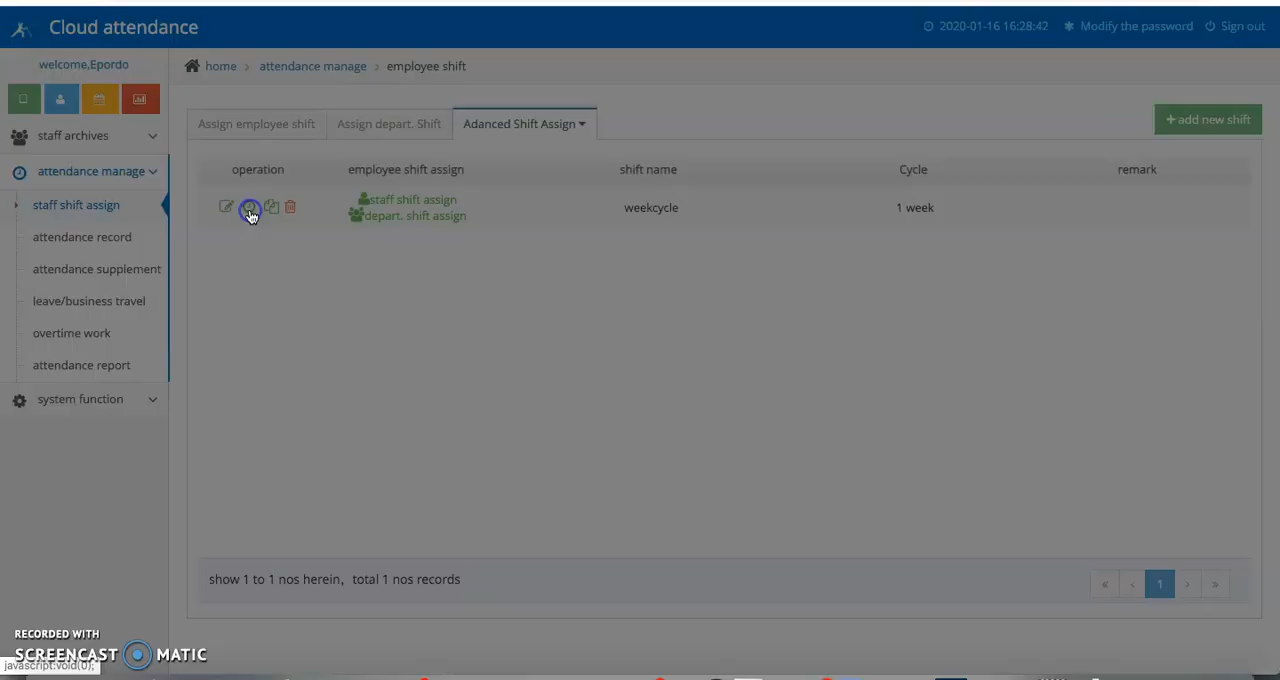 Cloud attendance
2020-01-16 16:28:42 Modify the password Sign out
welcome,Epordo
home > attendance manage > employee shift
staff archives
attendance manage
staff shift assign
attendance record
attendance supplement
leave/business travel
overtime work
attendance report
system function
Assign employee shift Assign depart. Shift Adanced Shift Assign
+ add new shift
operation employee shift assign shift name Cycle remark
staff shift assign
depart. shift assign
weekcycle 1 week
show 1 to 1 nos herein, total 1 nos records
« ‹ 1 › »
RECORDED WITH
SCREENCAST MATIC
javascript:void(0);